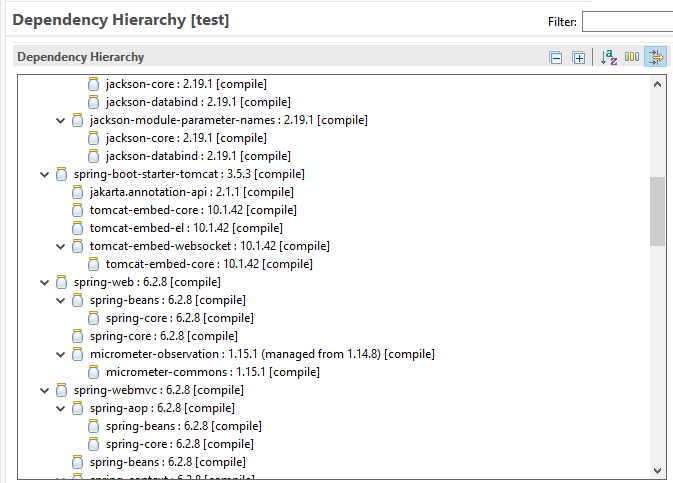 Dependency Hierarchy [test]
Filter:
Dependency Hierarchy
jackson-core : 2.19.1 [compile]
jackson-databind : 2.19.1 [compile]
jackson-module-parameter-names : 2.19.1 [compile]
jackson-core : 2.19.1 [compile]
jackson-databind : 2.19.1 [compile]
spring-boot-starter-tomcat : 3.5.3 [compile]
jakarta.annotation-api : 2.1.1 [compile]
tomcat-embed-core : 10.1.42 [compile]
tomcat-embed-el : 10.1.42 [compile]
tomcat-embed-websocket : 10.1.42 [compile]
tomcat-embed-core : 10.1.42 [compile]
spring-web : 6.2.8 [compile]
spring-beans : 6.2.8 [compile]
spring-core : 6.2.8 [compile]
spring-core : 6.2.8 [compile]
micrometer-observation : 1.15.1 (managed from 1.14.8) [compile]
micrometer-commons : 1.15.1 [compile]
spring-webmvc : 6.2.8 [compile]
spring-aop : 6.2.8 [compile]
spring-beans : 6.2.8 [compile]
spring-core : 6.2.8 [compile]
spring-beans : 6.2.8 [compile]
spring-context : 6.2.8 [compile]